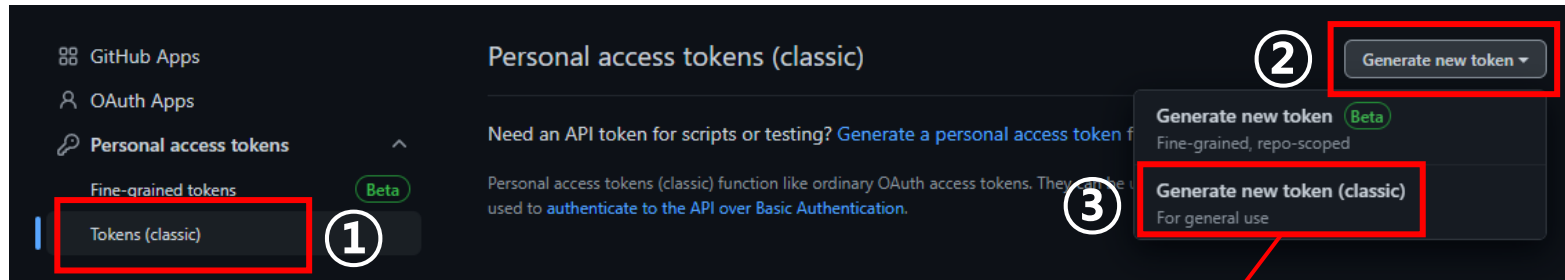 GitHub Apps
OAuth Apps
Personal access tokens
Fine-grained tokens Beta
Tokens (classic)
①
Personal access tokens (classic)
②
Generate new token
Need an API token for scripts or testing? Generate a personal access token f
Personal access tokens (classic) function like ordinary OAuth access tokens. They can be u
used to authenticate to the API over Basic Authentication.
Generate new token Beta
Fine-grained, repo-scoped
③
Generate new token (classic)
For general use